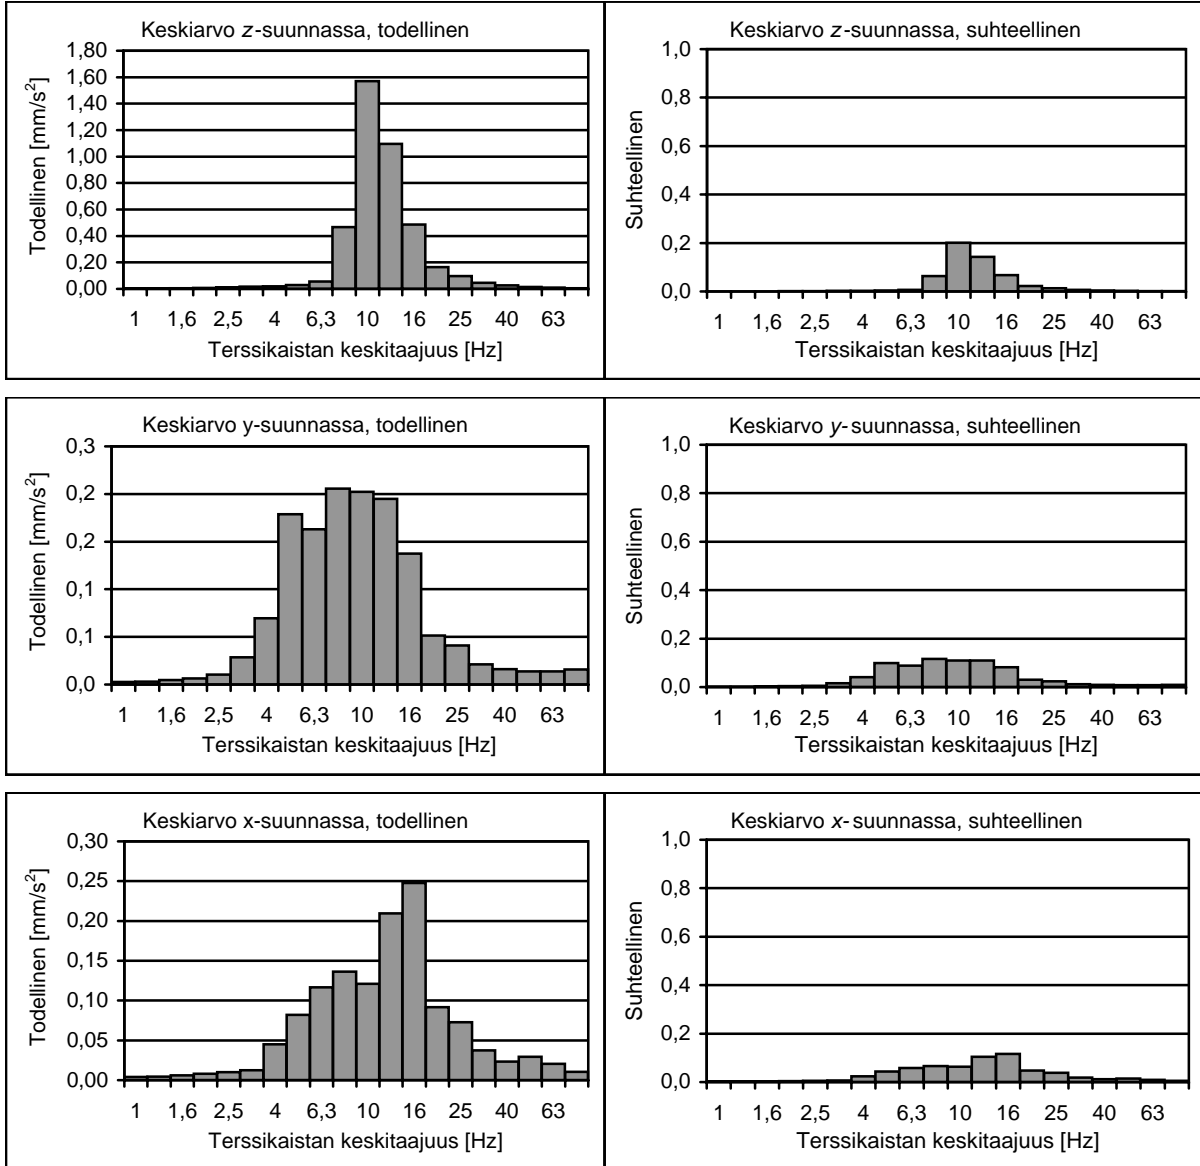 Keskiarvo z-suunnassa, todellinen
Todellinen [mm/s²]
1,80
1,60
1,40
1,20
1,00
0,80
0,60
0,40
0,20
0,00
1 1,6 2,5 4 6,3 10 16 25 40 63
Terssikaistan keskitaajuus [Hz]
Keskiarvo z-suunnassa, suhteellinen
Suhteellinen
1,0
0,8
0,6
0,4
0,2
0,0
1 1,6 2,5 4 6,3 10 16 25 40 63
Terssikaistan keskitaajuus [Hz]
Keskiarvo y-suunnassa, todellinen
Todellinen [mm/s²]
0,3
0,2
0,2
0,1
0,1
0,0
1 1,6 2,5 4 6,3 10 16 25 40 63
Terssikaistan keskitaajuus [Hz]
Keskiarvo y-suunnassa, suhteellinen
Suhteellinen
1,0
0,8
0,6
0,4
0,2
0,0
1 1,6 2,5 4 6,3 10 16 25 40 63
Terssikaistan keskitaajuus [Hz]
Keskiarvo x-suunnassa, todellinen
Todellinen [mm/s²]
0,30
0,25
0,20
0,15
0,10
0,05
0,00
1 1,6 2,5 4 6,3 10 16 25 40 63
Terssikaistan keskitaajuus [Hz]
Keskiarvo x-suunnassa, suhteellinen
Suhteellinen
1,0
0,8
0,6
0,4
0,2
0,0
1 1,6 2,5 4 6,3 10 16 25 40 63
Terssikaistan keskitaajuus [Hz]